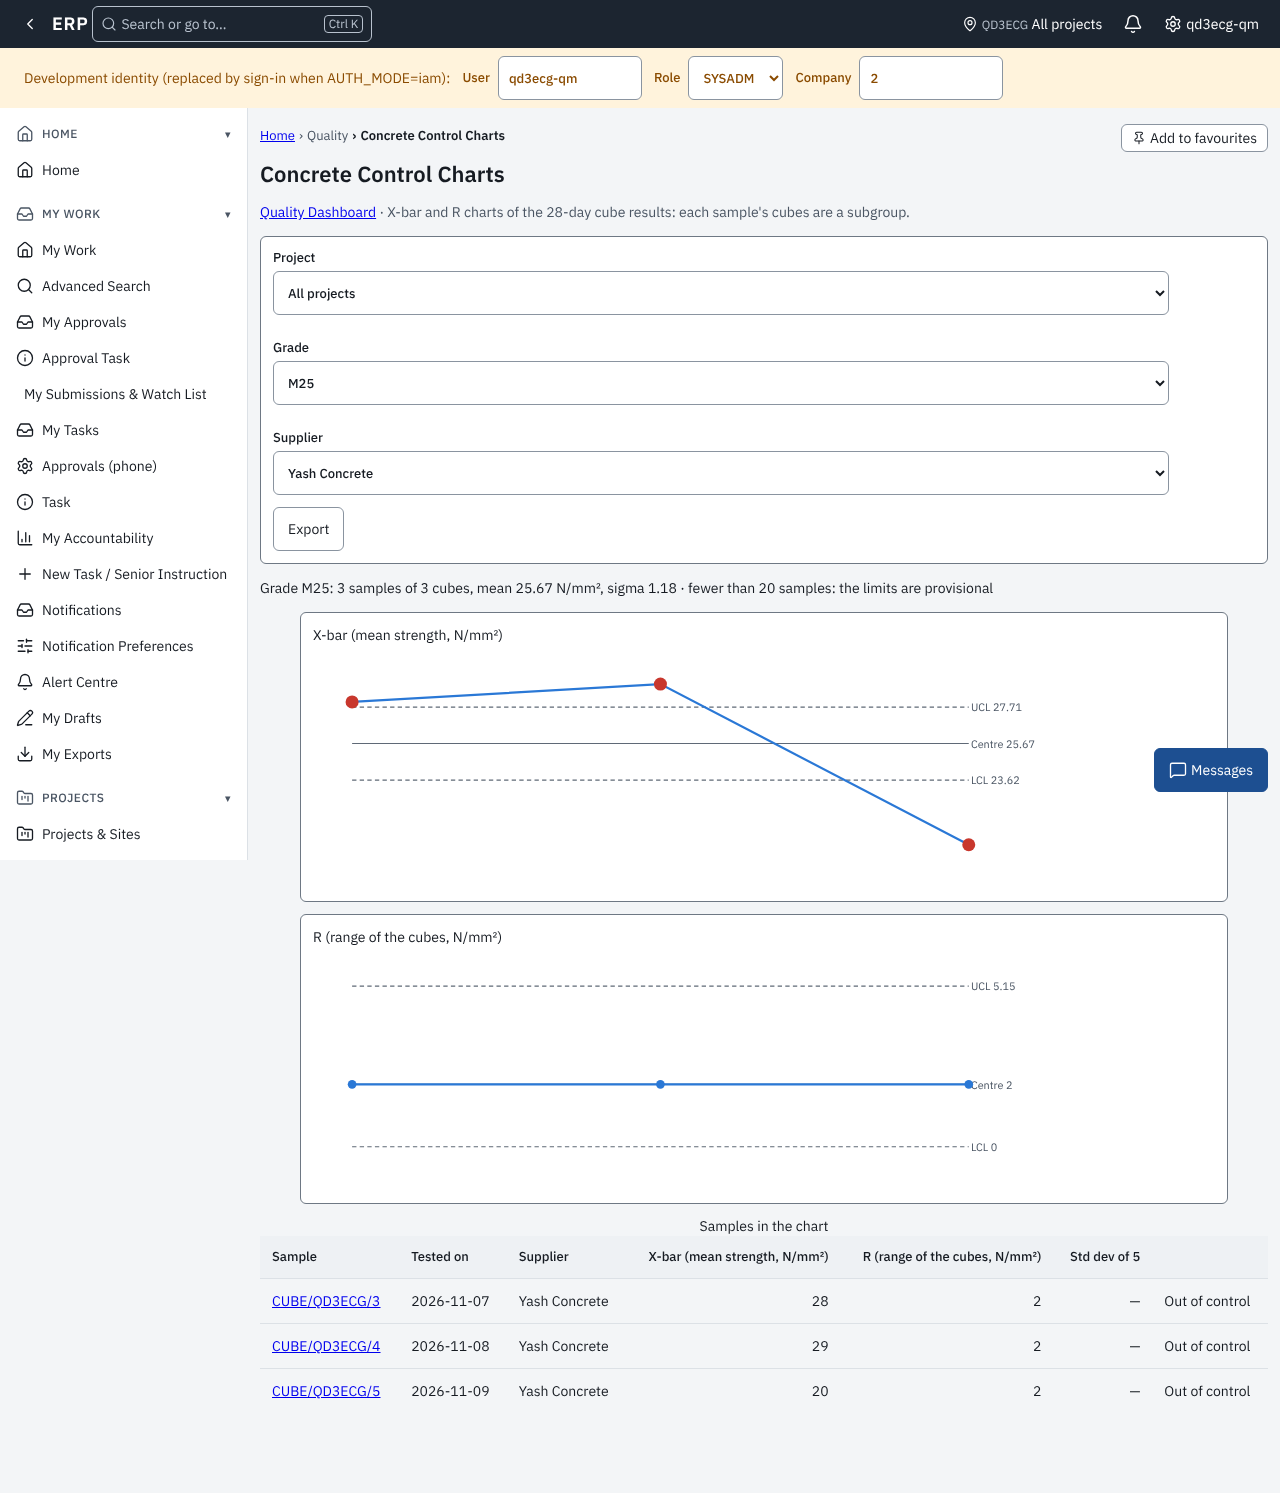 ERP
Search or go to...
Ctrl K
QD3ECG All projects
qd3ecg-qm
Development identity (replaced by sign-in when AUTH_MODE=iam):
User
qd3ecg-qm
Role
SYSADM
Company
2
HOME
Home
MY WORK
My Work
Advanced Search
My Approvals
Approval Task
My Submissions & Watch List
My Tasks
Approvals (phone)
Task
My Accountability
New Task / Senior Instruction
Notifications
Notification Preferences
Alert Centre
My Drafts
My Exports
PROJECTS
Projects & Sites
Home › Quality › Concrete Control Charts
Add to favourites
Concrete Control Charts
Quality Dashboard · X-bar and R charts of the 28-day cube results: each sample's cubes are a subgroup.
Project
All projects
Grade
M25
Supplier
Yash Concrete
Export
Grade M25: 3 samples of 3 cubes, mean 25.67 N/mm², sigma 1.18 · fewer than 20 samples: the limits are provisional
X-bar (mean strength, N/mm²)
UCL 27.71
Centre 25.67
LCL 23.62
Messages
R (range of the cubes, N/mm²)
UCL 5.15
Centre 2
LCL 0
Samples in the chart
Sample Tested on Supplier X-bar (mean strength, N/mm²) R (range of the cubes, N/mm²) Std dev of 5
CUBE/QD3ECG/3 2026-11-07 Yash Concrete 28 2 — Out of control
CUBE/QD3ECG/4 2026-11-08 Yash Concrete 29 2 — Out of control
CUBE/QD3ECG/5 2026-11-09 Yash Concrete 20 2 — Out of control